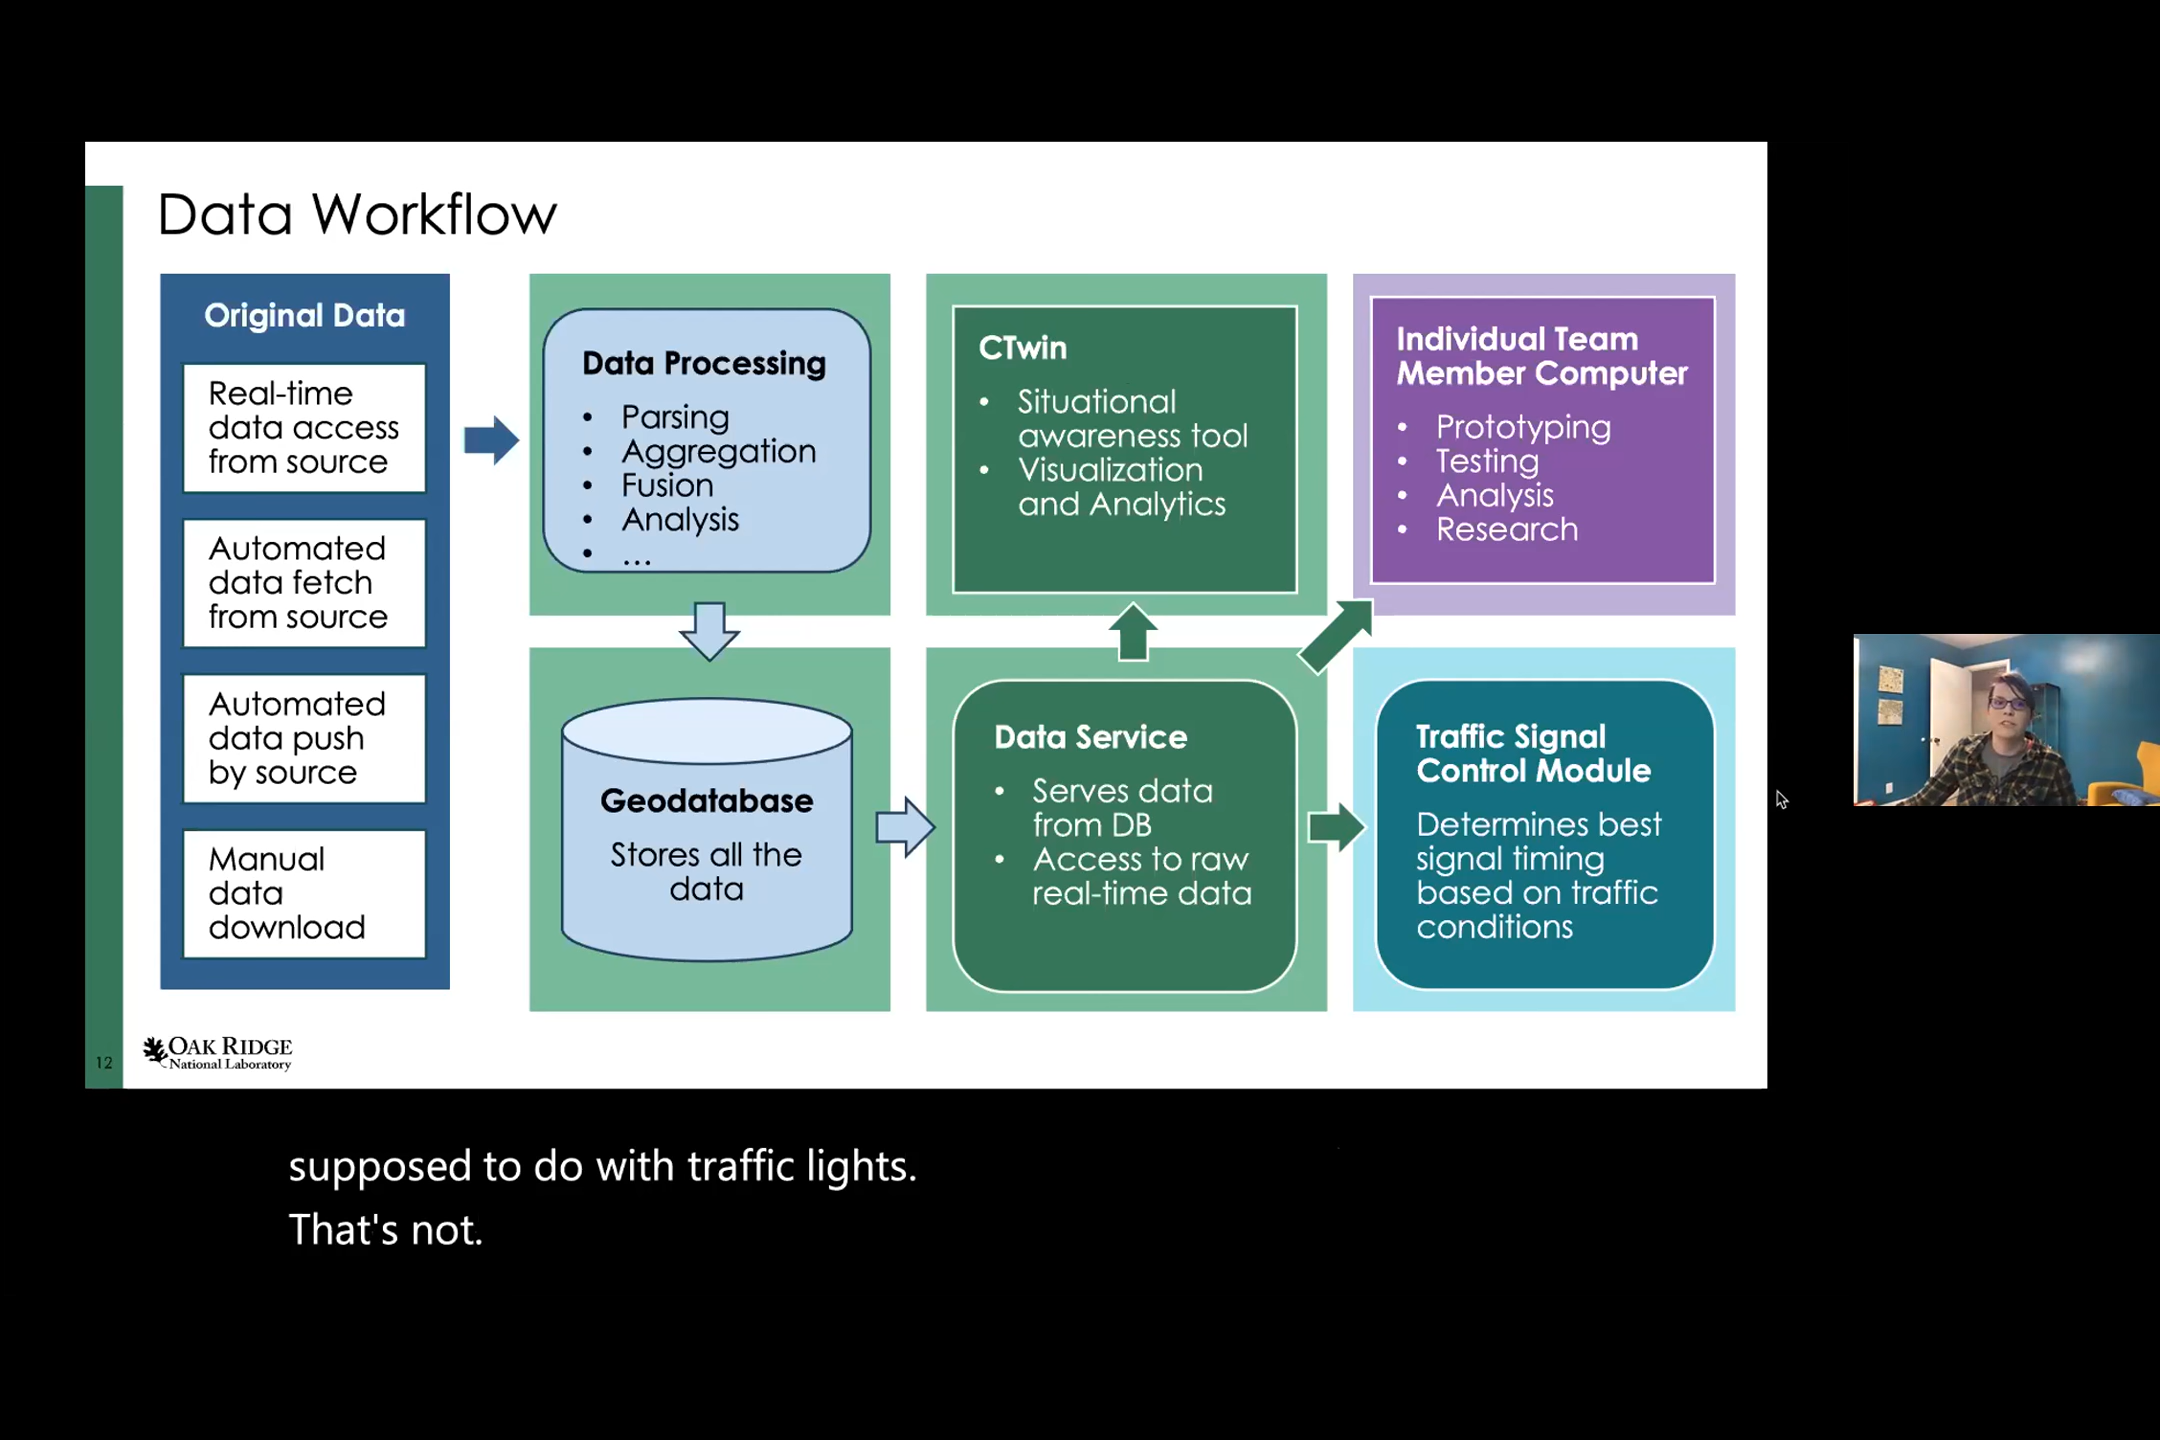 Data Workflow
Original Data
Real-time
data access
from source
Automated
data fetch
from source
Automated
data push
by source
Manual
data
download
Data Processing
• Parsing
• Aggregation
• Fusion
• Analysis
• ...
Geodatabase
Stores all the
data
CTwin
• Situational
awareness tool
• Visualization
and Analytics
Data Service
• Serves data
from DB
• Access to raw
real-time data
Individual Team
Member Computer
• Prototyping
• Testing
• Analysis
• Research
Traffic Signal
Control Module
Determines best
signal timing
based on traffic
conditions
12
OAK RIDGE
National Laboratory
supposed to do with traffic lights.
That's not.